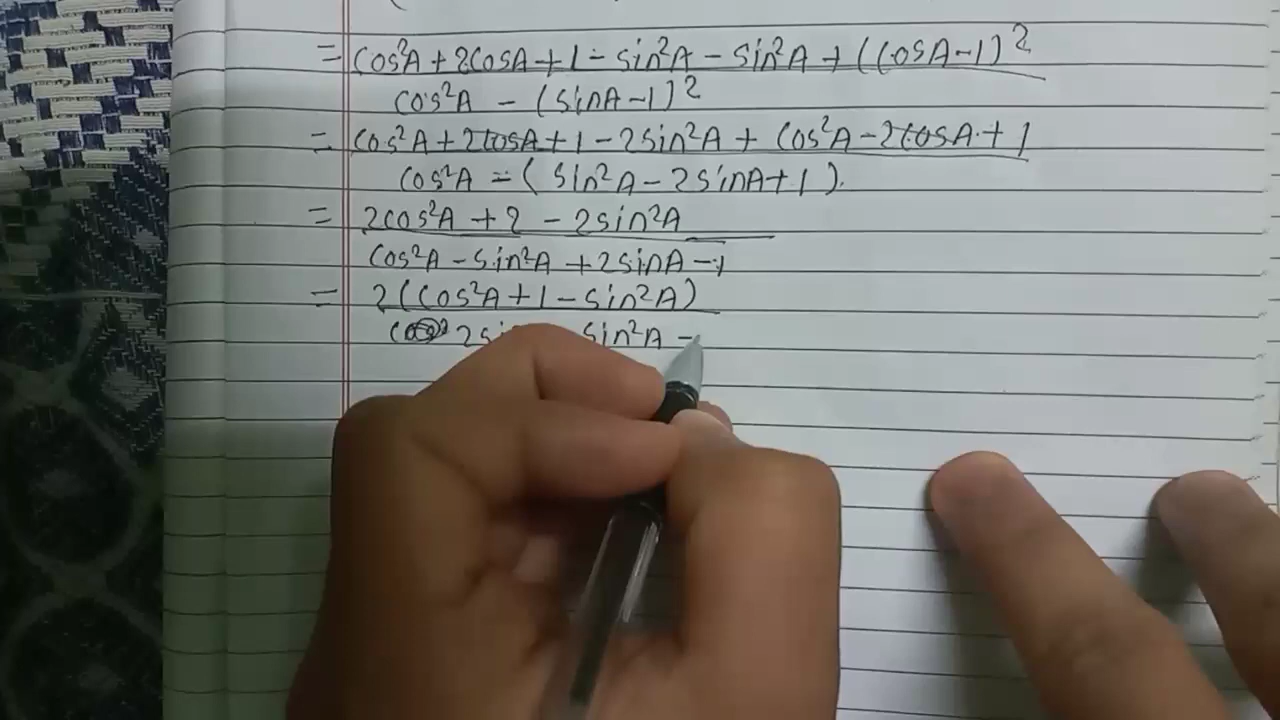 = cos²A + 2cosA + 1 - sin²A - sin²A + (cosA - 1)²
cos²A - (sinA - 1)²
= cos²A + 2cosA + 1 - 2sin²A + cos²A - 2cosA + 1
cos²A - (sin²A - 2sinA + 1).
= 2cos²A + 2 - 2sin²A
cos²A - sin²A + 2sinA - 1
= 2(cos²A + 1 - sin²A)
sin²A -